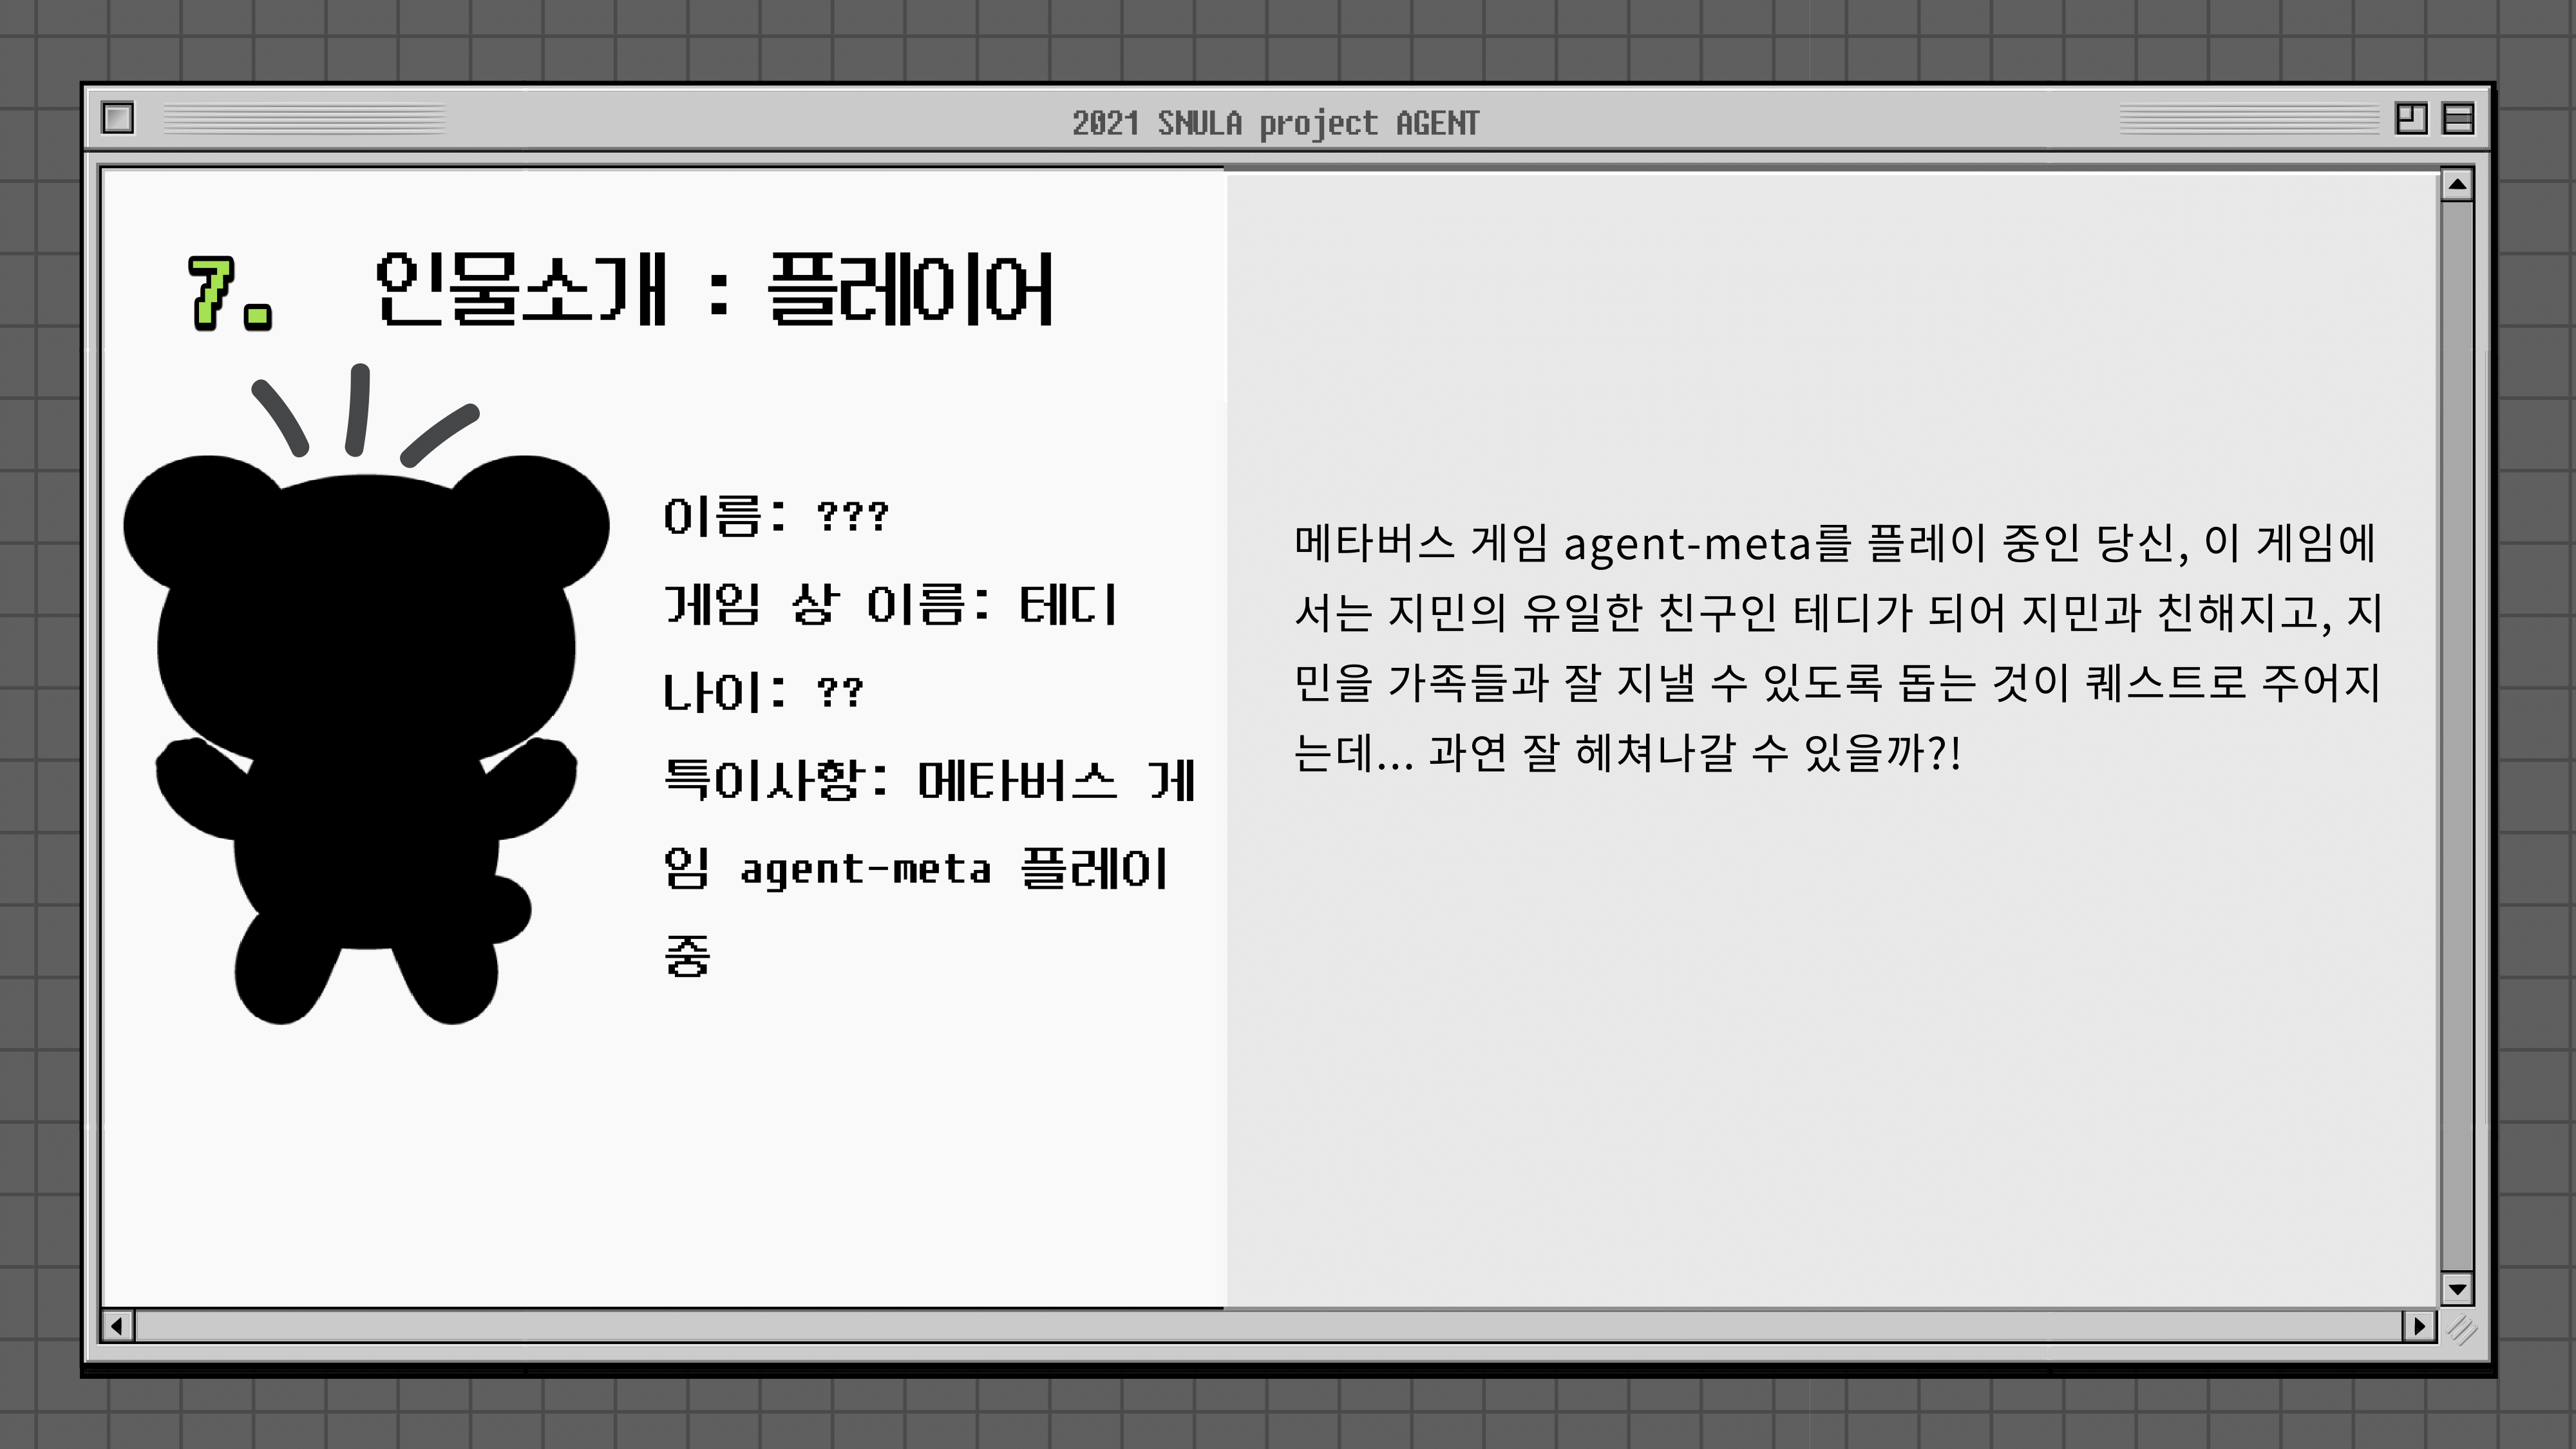 2021 SNULA project AGENT
7. 인물소개 : 플레이어
이름: ???
게임 상 이름: 테디
나이: ??
특이사항: 메타버스 게
임 agent-meta 플레이
중
메타버스 게임 agent-meta를 플레이 중인 당신, 이 게임에
서는 지민의 유일한 친구인 테디가 되어 지민과 친해지고, 지
민을 가족들과 잘 지낼 수 있도록 돕는 것이 퀘스트로 주어지
는데... 과연 잘 헤쳐나갈 수 있을까?!